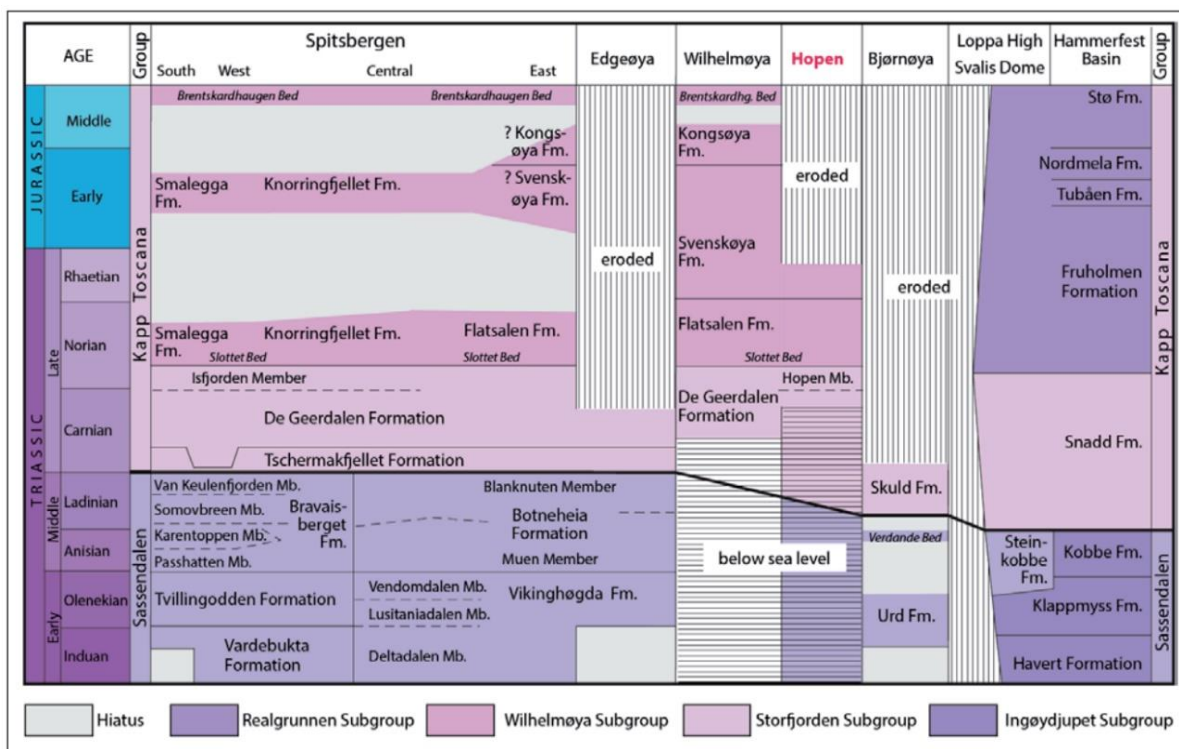 AGE
Group
Spitsbergen
South
West
Central
East
Edgeøya
Wilhelmøya
Hopen
Bjørnøya
Loppa High
Svalis Dome
Hammerfest
Basin
Group
JURASSIC
Middle
Early
TRIASSIC
Late
Rhaetian
Norian
Carnian
Middle
Ladinian
Anisian
Early
Olenekian
Induan
Kapp Toscana
Sassendalen
Brentskardhaugen Bed
Brentskardhaugen Bed
? Kongs-
øya Fm.
Smalegga
Fm.
Knorringfjellet Fm.
? Svensk-
øya Fm.
Smalegga
Fm.
Knorringfjellet Fm.
Flatsalen Fm.
Slottet Bed
Slottet Bed
Isfjorden Member
De Geerdalen Formation
Tschermakfjellet Formation
Van Keulenfjorden Mb.
Somovbreen Mb.
Karentoppen Mb.
Passhatten Mb.
Bravais-
berget
Fm.
Blanknuten Member
Botneheia
Formation
Muen Member
Tvillingodden Formation
Vendomdalen Mb.
Lusitaniadalen Mb.
Vikinghøgda Fm.
Vardebukta
Formation
Deltadalen Mb.
eroded
Brentskardhg. Bed
Kongsøya
Fm.
Svenskøya
Fm.
Flatsalen Fm.
Slottet Bed
De Geerdalen
Formation
eroded
Hopen Mb.
below sea level
eroded
Skuld Fm.
Verdande Bed
Urd Fm.
Stø Fm.
Nordmela Fm.
Tubåen Fm.
Fruholmen
Formation
Snadd Fm.
Stein-
kobbe
Fm.
Kobbe Fm.
Klappmyss Fm.
Havert Formation
Kapp Toscana
Sassendalen
Hiatus
Realgrunnen Subgroup
Wilhelmøya Subgroup
Storfjorden Subgroup
Ingøydjupet Subgroup